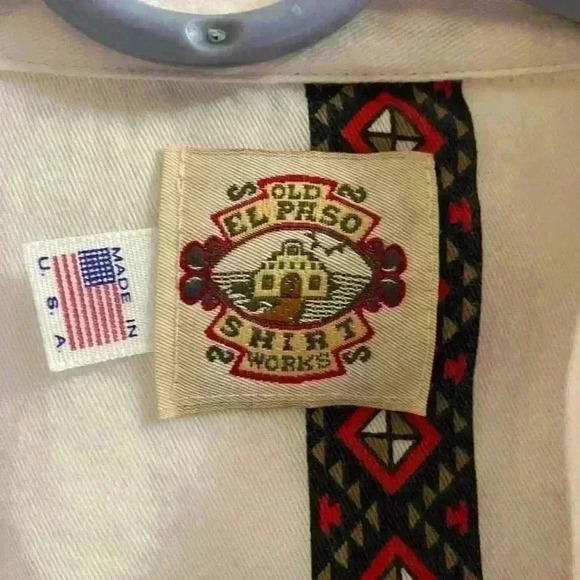 OLD
EL PASO
SHIRT
WORKS
MADE IN
U. S. A.